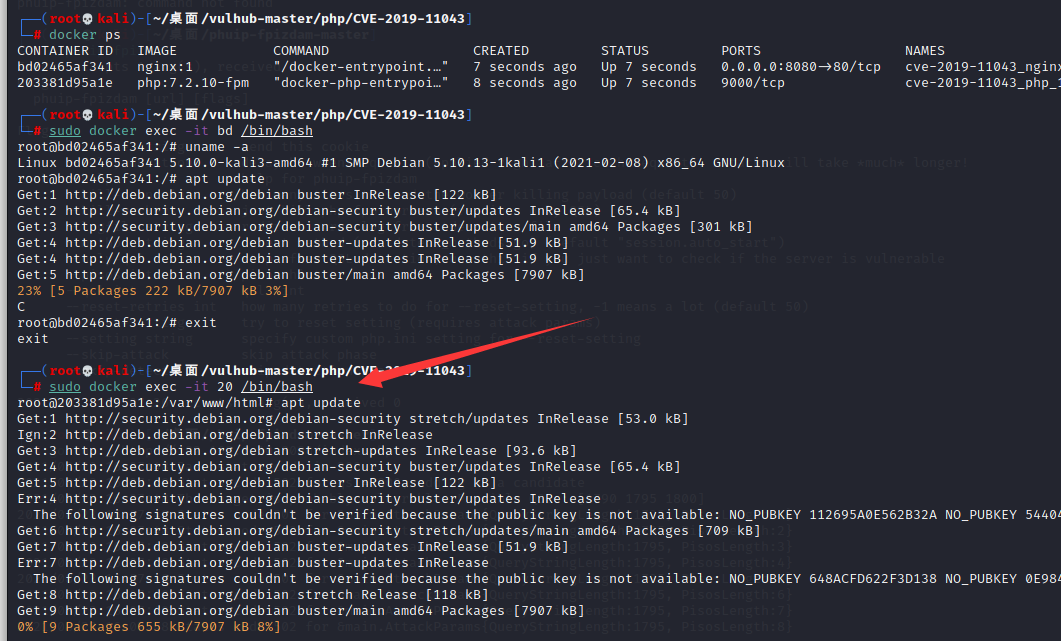 ┌──(root💀kali)-[~/桌面/vulhub-master/php/CVE-2019-11043]
└─# docker ps
CONTAINER ID   IMAGE            COMMAND                  CREATED         STATUS         PORTS                  NAMES
bd02465af341   nginx:1          "/docker-entrypoint.…"   7 seconds ago   Up 7 seconds   0.0.0.0:8080->80/tcp   cve-2019-11043_nginx
203381d95a1e   php:7.2.10-fpm   "docker-php-entrypoi…"   8 seconds ago   Up 7 seconds   9000/tcp               cve-2019-11043_php_1
┌──(root💀kali)-[~/桌面/vulhub-master/php/CVE-2019-11043]
└─# sudo docker exec -it bd /bin/bash
root@bd02465af341:/# uname -a
Linux bd02465af341 5.10.0-kali3-amd64 #1 SMP Debian 5.10.13-1kali1 (2021-02-08) x86_64 GNU/Linux
root@bd02465af341:/# apt update
Get:1 http://deb.debian.org/debian buster InRelease [122 kB]
Get:2 http://security.debian.org/debian-security buster/updates InRelease [65.4 kB]
Get:3 http://security.debian.org/debian-security buster/updates/main amd64 Packages [301 kB]
Get:4 http://deb.debian.org/debian buster-updates InRelease [51.9 kB]
Get:4 http://deb.debian.org/debian buster-updates InRelease [51.9 kB]
Get:5 http://deb.debian.org/debian buster/main amd64 Packages [7907 kB]
23% [5 Packages 222 kB/7907 kB 3%]
C
root@bd02465af341:/# exit
exit
┌──(root💀kali)-[~/桌面/vulhub-master/php/CVE-2019-11043]
└─# sudo docker exec -it 20 /bin/bash
root@203381d95a1e:/var/www/html# apt update
Get:1 http://security.debian.org/debian-security stretch/updates InRelease [53.0 kB]
Ign:2 http://deb.debian.org/debian stretch InRelease
Get:3 http://deb.debian.org/debian stretch-updates InRelease [93.6 kB]
Get:4 http://security.debian.org/debian-security buster/updates InRelease [65.4 kB]
Get:5 http://deb.debian.org/debian buster InRelease [122 kB]
Err:4 http://security.debian.org/debian-security buster/updates InRelease
  The following signatures couldn't be verified because the public key is not available: NO_PUBKEY 112695A0E562B32A NO_PUBKEY 54404
Get:6 http://security.debian.org/debian-security stretch/updates/main amd64 Packages [709 kB]
Get:7 http://deb.debian.org/debian buster-updates InRelease [51.9 kB]
Err:7 http://deb.debian.org/debian buster-updates InRelease
  The following signatures couldn't be verified because the public key is not available: NO_PUBKEY 648ACFD622F3D138 NO_PUBKEY 0E984
Get:8 http://deb.debian.org/debian stretch Release [118 kB]
Get:9 http://deb.debian.org/debian buster/main amd64 Packages [7907 kB]
0% [9 Packages 655 kB/7907 kB 8%]